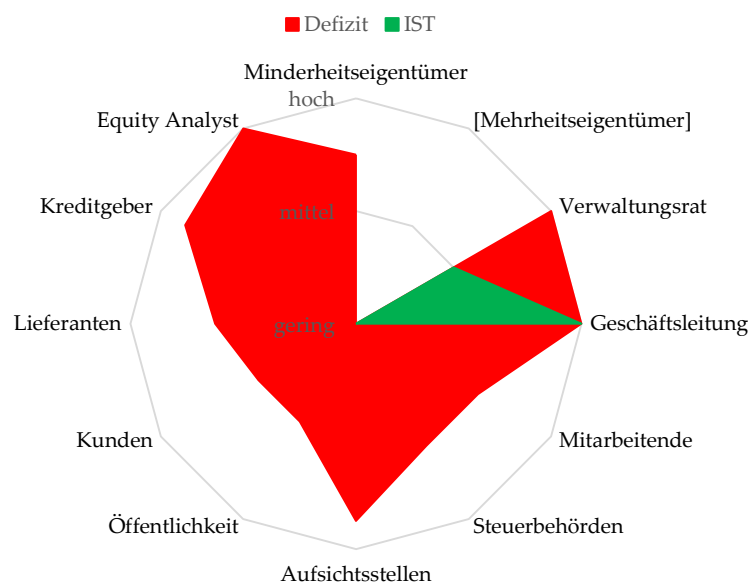 Defizit IST
Minderheitseigentümer
hoch
Equity Analyst
[Mehrheitseigentümer]
Kreditgeber
mittel
Verwaltungsrat
Lieferanten
gering
Geschäftsleitung
Kunden
Mitarbeitende
Öffentlichkeit
Steuerbehörden
Aufsichtsstellen